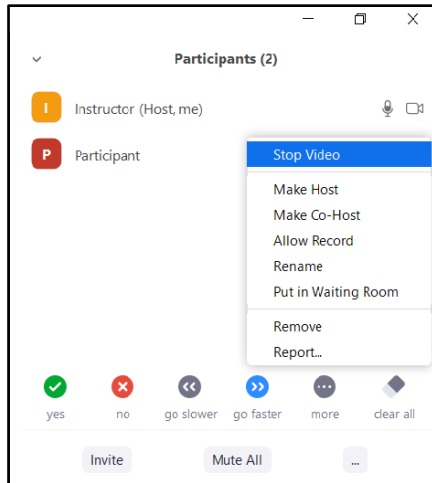 Participants (2)
I Instructor (Host, me)
P Participant
Stop Video
Make Host
Make Co-Host
Allow Record
Rename
Put in Waiting Room
Remove
Report...
yes no go slower go faster more clear all
Invite Mute All ...